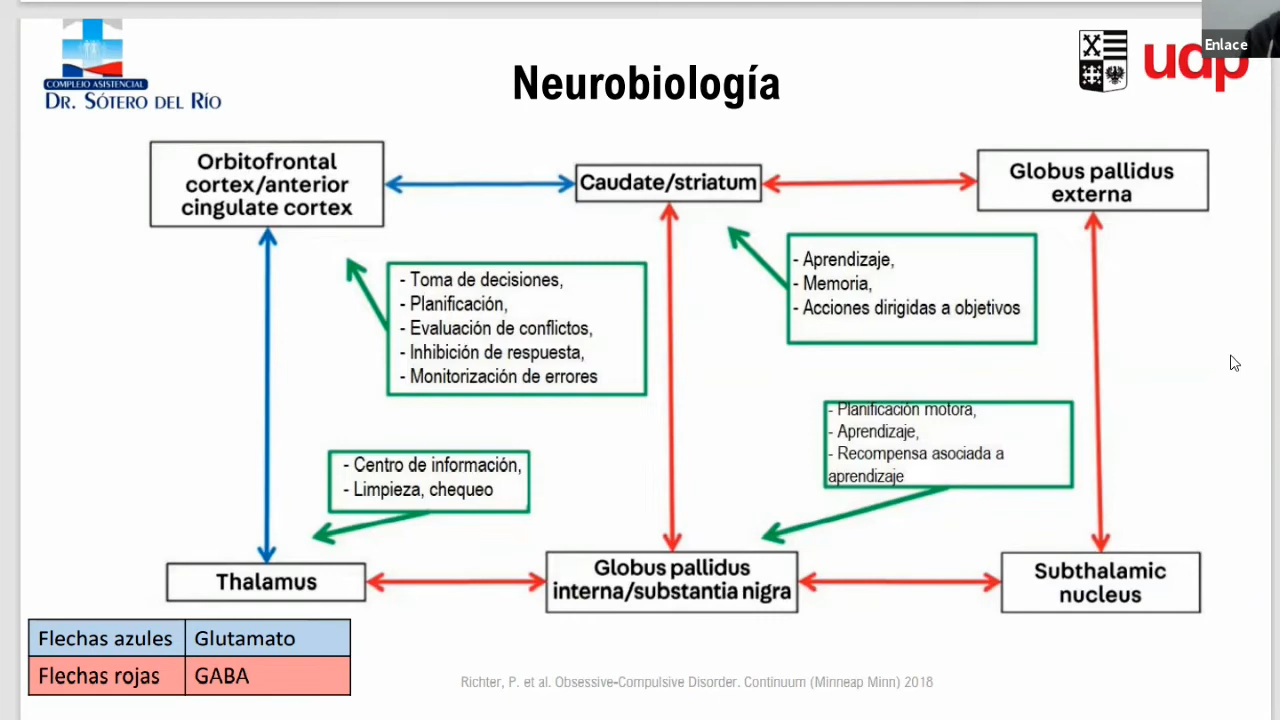 Enlace
COMPLEJO ASISTENCIAL
DR. SÓTERO DEL RÍO
Neurobiología
udp
Orbitofrontal
cortex/anterior
cingulate cortex
Caudate/striatum
Globus pallidus
externa
- Toma de decisiones,
- Planificación,
- Evaluación de conflictos,
- Inhibición de respuesta,
- Monitorización de errores
- Aprendizaje,
- Memoria,
- Acciones dirigidas a objetivos
- Centro de información,
- Limpieza, chequeo
- Planificación motora,
- Aprendizaje,
- Recompensa asociada a
aprendizaje
Thalamus
Globus pallidus
interna/substantia nigra
Subthalamic
nucleus
Flechas azules Glutamato
Flechas rojas GABA
Richter, P. et al. Obsessive-Compulsive Disorder. Continuum (Minneap Minn) 2018